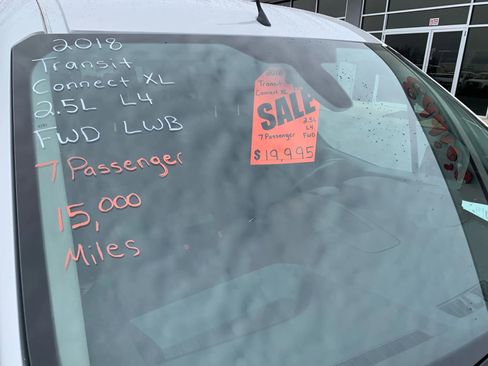 2018
Transit
Connect XL
2.5L L4
FWD LWB
7 Passenger
15,000
Miles
2018
Transit
Connect XL
SALE
2.5L
L4
7 Passenger FWD
$19,995